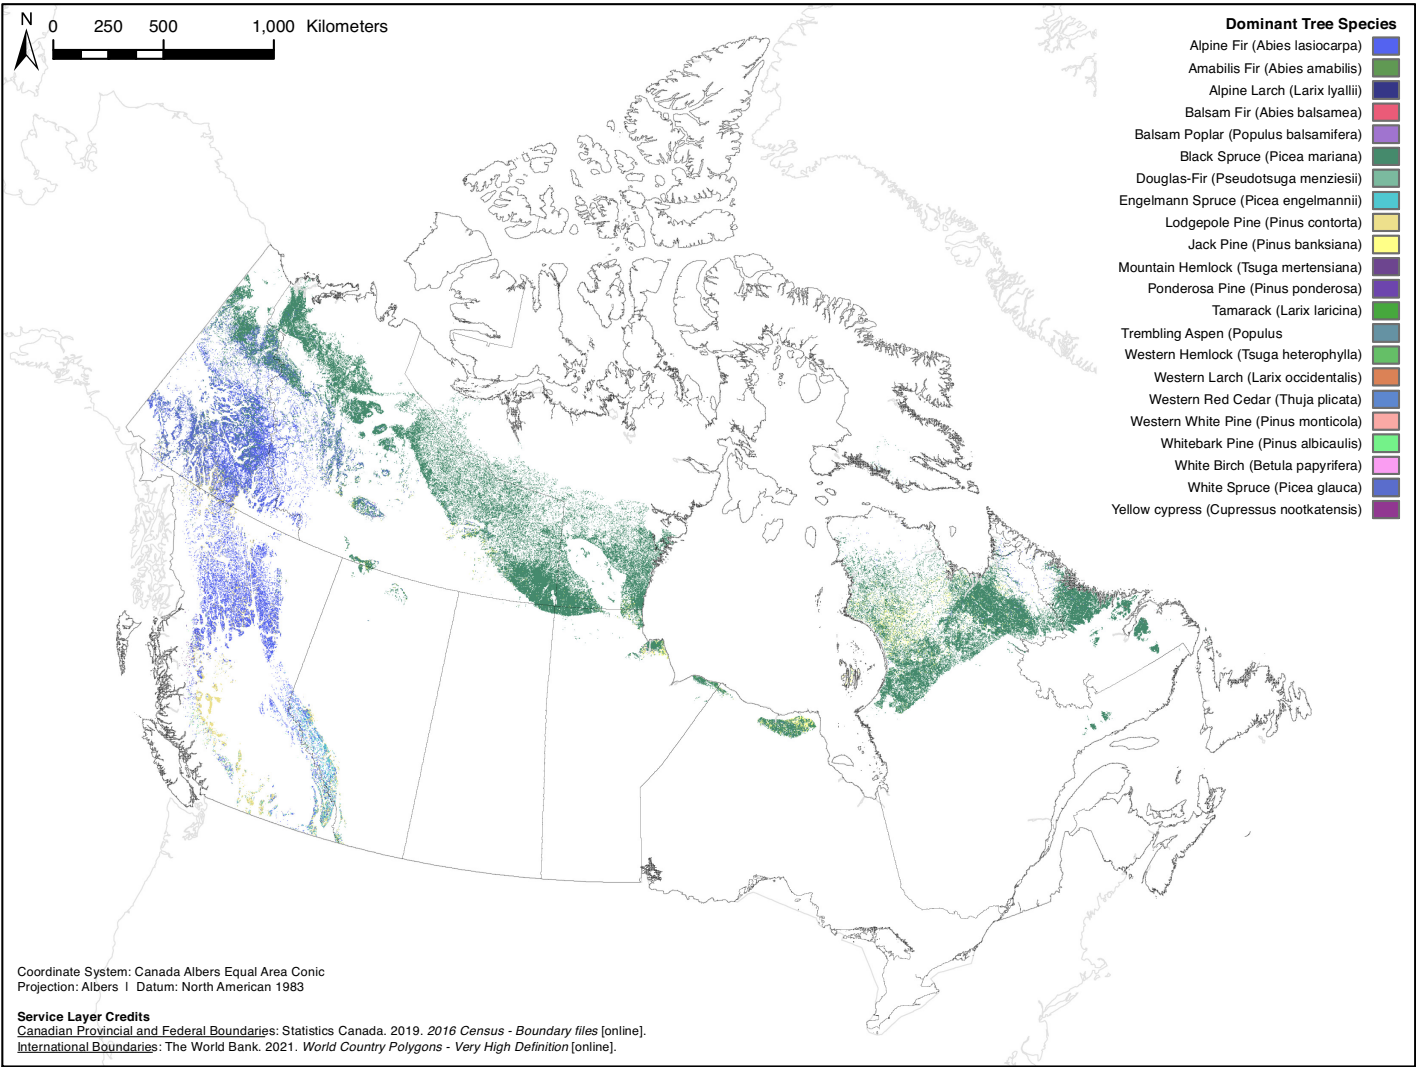 N
0 250 500 1,000 Kilometers
Dominant Tree Species
Alpine Fir (Abies lasiocarpa)
Amabilis Fir (Abies amabilis)
Alpine Larch (Larix lyallii)
Balsam Fir (Abies balsamea)
Balsam Poplar (Populus balsamifera)
Black Spruce (Picea mariana)
Douglas-Fir (Pseudotsuga menziesii)
Engelmann Spruce (Picea engelmannii)
Lodgepole Pine (Pinus contorta)
Jack Pine (Pinus banksiana)
Mountain Hemlock (Tsuga mertensiana)
Ponderosa Pine (Pinus ponderosa)
Tamarack (Larix laricina)
Trembling Aspen (Populus
Western Hemlock (Tsuga heterophylla)
Western Larch (Larix occidentalis)
Western Red Cedar (Thuja plicata)
Western White Pine (Pinus monticola)
Whitebark Pine (Pinus albicaulis)
White Birch (Betula papyrifera)
White Spruce (Picea glauca)
Yellow cypress (Cupressus nootkatensis)
Coordinate System: Canada Albers Equal Area Conic
Projection: Albers I Datum: North American 1983
Service Layer Credits
Canadian Provincial and Federal Boundaries: Statistics Canada. 2019. 2016 Census - Boundary files [online].
International Boundaries: The World Bank. 2021. World Country Polygons - Very High Definition [online].